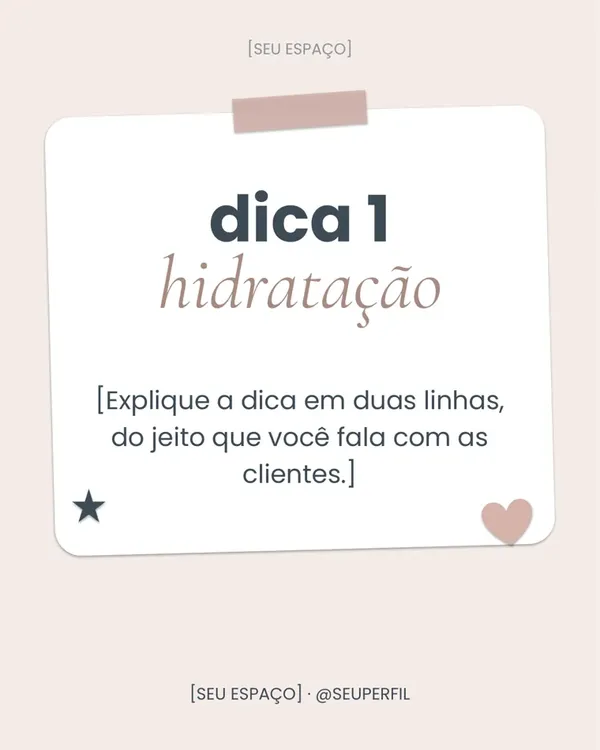 [SEU ESPAÇO]
dica 1
hidratação
[Explique a dica em duas linhas,
do jeito que você fala com as
clientes.]
[SEU ESPAÇO] · @SEUPERFIL